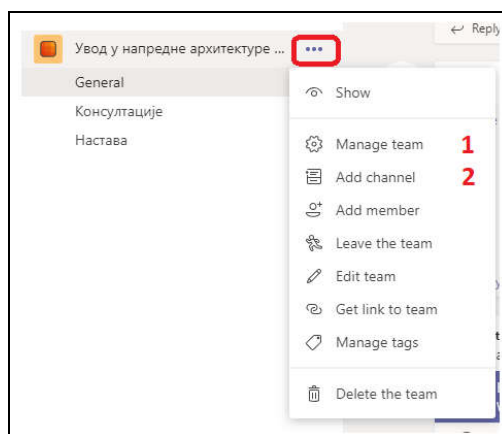 Reply
Увод у напредне архитектуре ... •••
General
Консултације
Настава
Show
Manage team 1
Add channel 2
Add member
Leave the team
Edit team
Get link to team
Manage tags
Delete the team